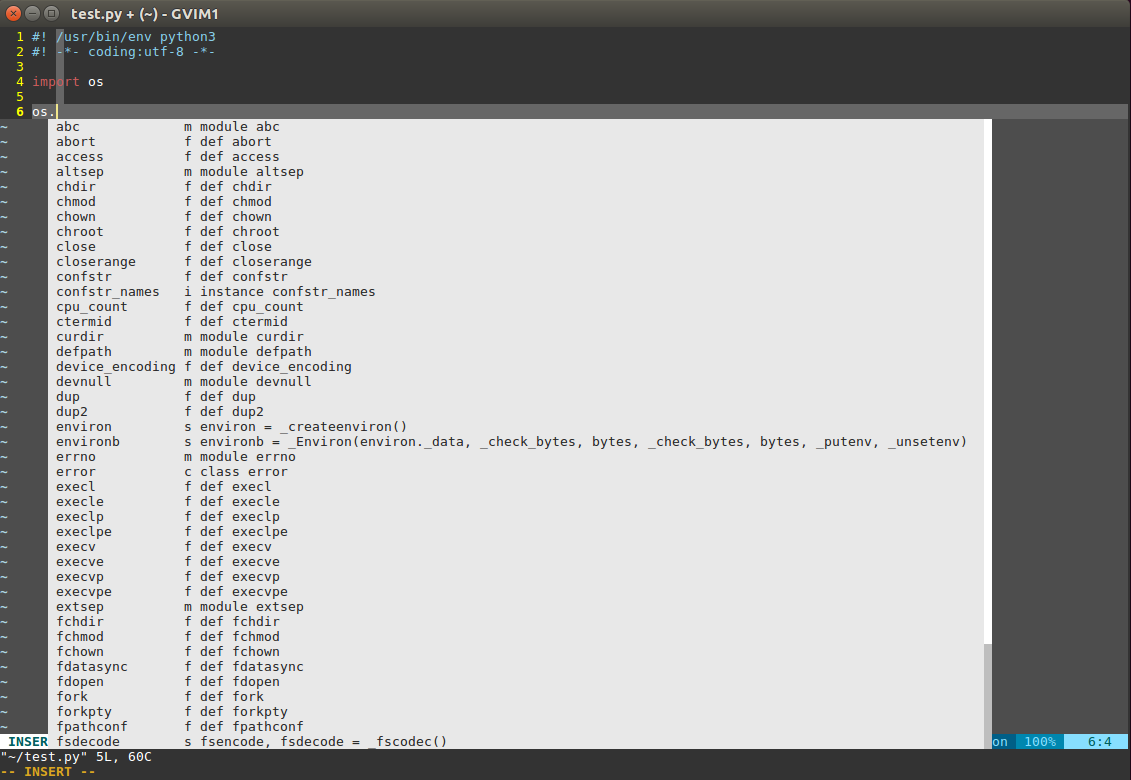 test.py + (~) - GVIM1
1 #! /usr/bin/env python3
2 #! -*- coding:utf-8 -*-
3
4 import os
5
6 os.
~ abc m module abc
~ abort f def abort
~ access f def access
~ altsep m module altsep
~ chdir f def chdir
~ chmod f def chmod
~ chown f def chown
~ chroot f def chroot
~ close f def close
~ closerange f def closerange
~ confstr f def confstr
~ confstr_names i instance confstr_names
~ cpu_count f def cpu_count
~ ctermid f def ctermid
~ curdir m module curdir
~ defpath m module defpath
~ device_encoding f def device_encoding
~ devnull m module devnull
~ dup f def dup
~ dup2 f def dup2
~ environ s environ = _createenviron()
~ environb s environb = _Environ(environ._data, _check_bytes, bytes, _check_bytes, bytes, _putenv, _unsetenv)
~ errno m module errno
~ error c class error
~ execl f def execl
~ execle f def execle
~ execlp f def execlp
~ execlpe f def execlpe
~ execv f def execv
~ execve f def execve
~ execvp f def execvp
~ execvpe f def execvpe
~ extsep m module extsep
~ fchdir f def fchdir
~ fchmod f def fchmod
~ fchown f def fchown
~ fdatasync f def fdatasync
~ fdopen f def fdopen
~ fork f def fork
~ forkpty f def forkpty
~ fpathconf f def fpathconf
INSER fsdecode s fsencode, fsdecode = _fscodec() on 100% 6:4
"~/test.py" 5L, 60C
-- INSERT --